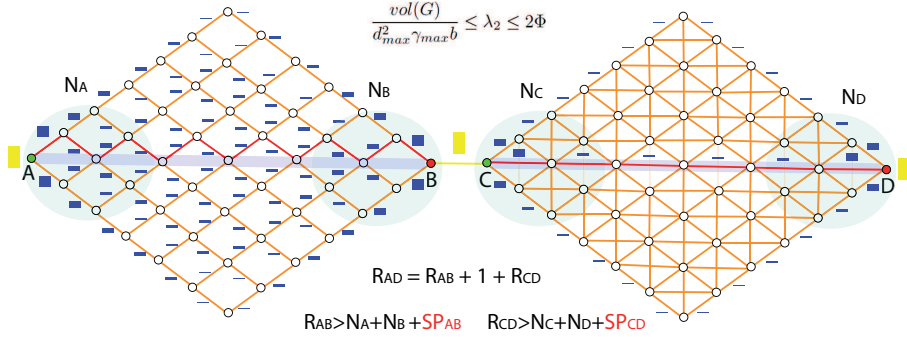 vol(G)
d²max γmax b ≤ λ₂ ≤ 2Φ
NA NB NC ND
A B C D
RAD = RAB + 1 + RCD
RAB>NA+NB+SPAB RCD>NC+ND+SPCD